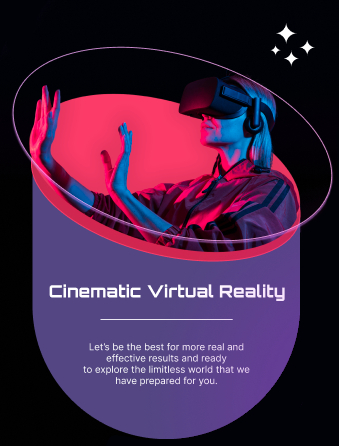 Cinematic Virtual Reality
Let's be the best for more real and
effective results and ready
to explore the limitless world that we
have prepared for you.